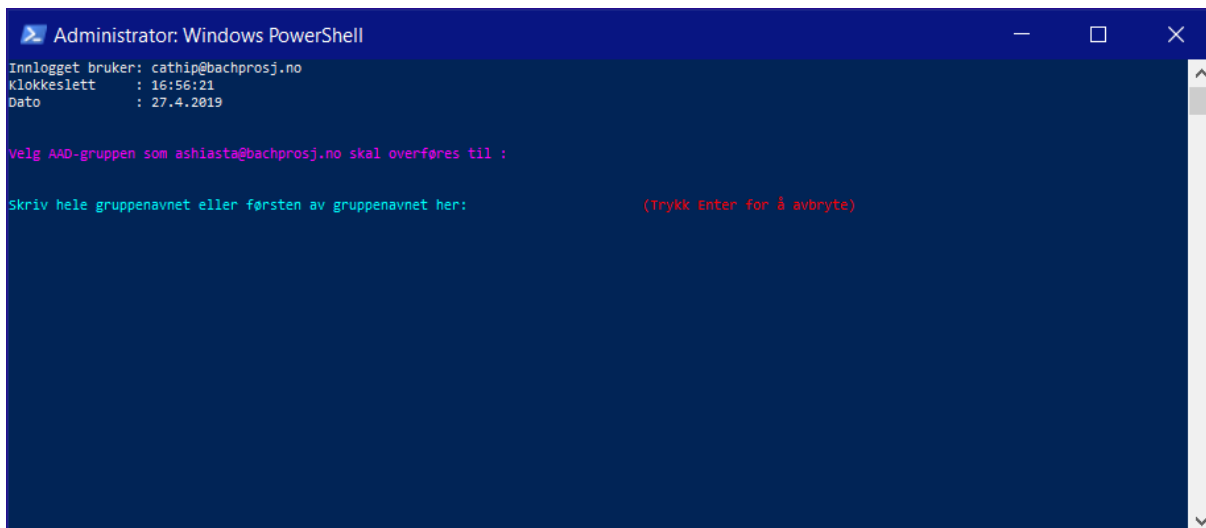 Administrator: Windows PowerShell
Innlogget bruker: cathip@bachprosj.no
Klokkeslett     : 16:56:21
Dato            : 27.4.2019
Velg AAD-gruppen som ashiasta@bachprosj.no skal overføres til :
Skriv hele gruppenavnet eller førsten av gruppenavnet her: (Trykk Enter for å avbryte)